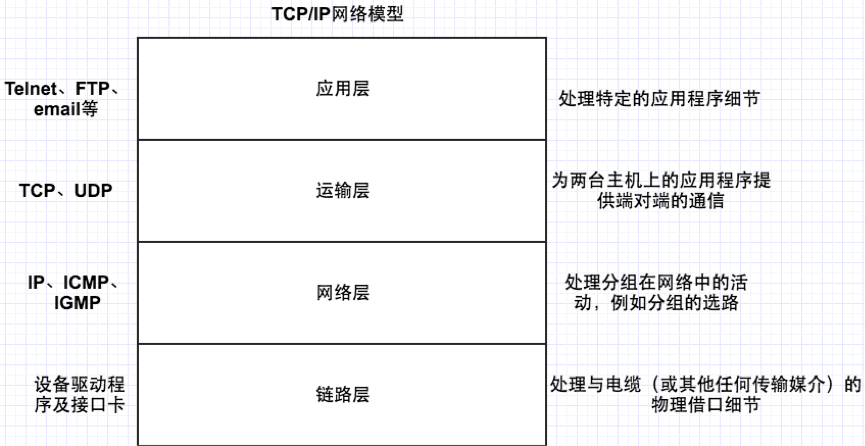 TCP/IP网络模型
Telnet、FTP、
email等
应用层
处理特定的应用程序细节
TCP、UDP
运输层
为两台主机上的应用程序提
供端对端的通信
IP、ICMP、
IGMP
网络层
处理分组在网络中的活
动，例如分组的选路
设备驱动程
序及接口卡
链路层
处理与电缆（或其他任何传输媒介）的
物理借口细节